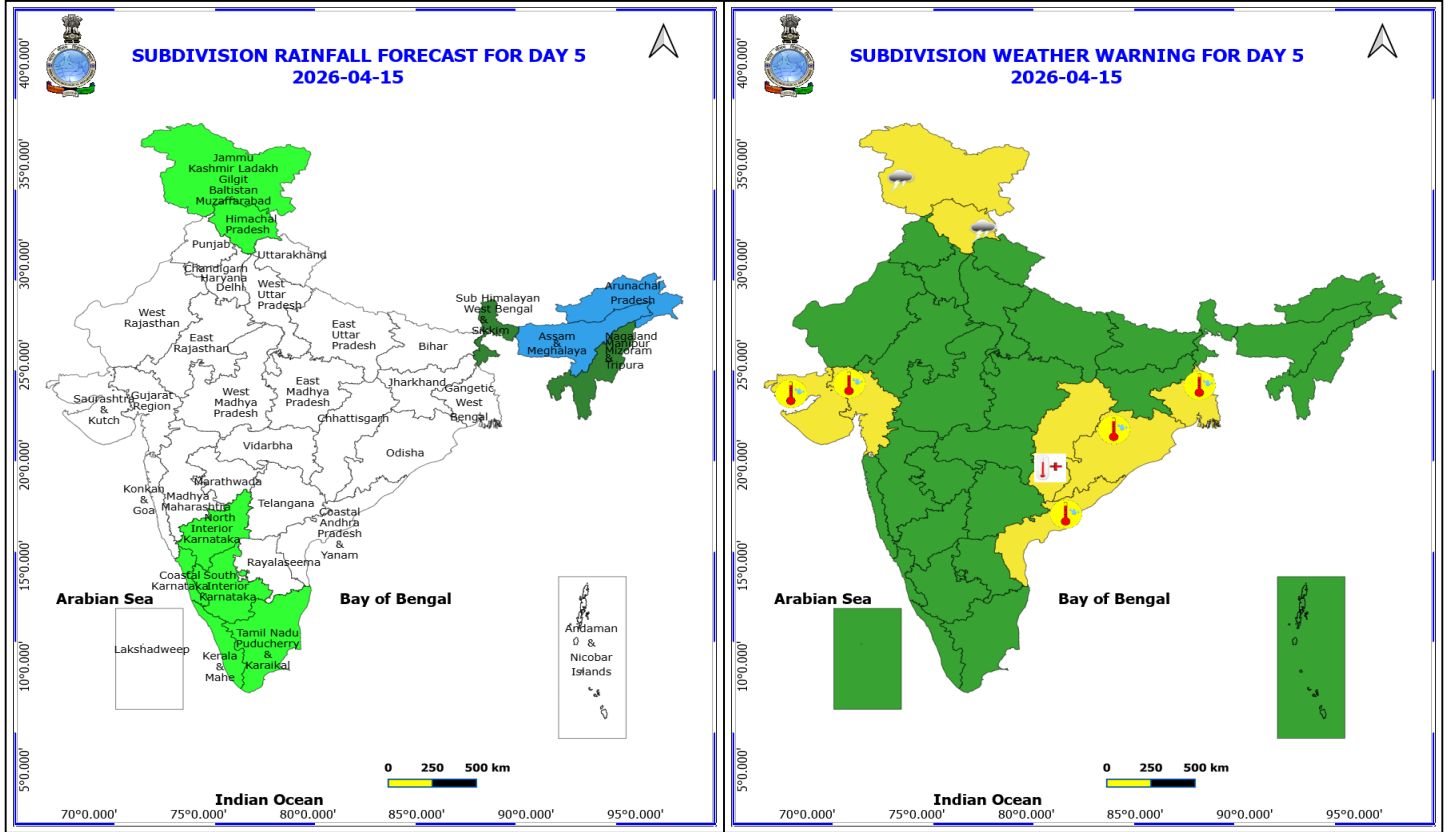 SUBDIVISION RAINFALL FORECAST FOR DAY 5
2026-04-15
40°0.000'
35°0.000'
30°0.000'
25°0.000'
20°0.000'
15°0.000'
10°0.000'
5°0.000'
Jammu
Kashmir Ladakh
Gilgit
Baltistan
Muzaffarabad
Himachal
Pradesh
Punjab
Uttarakhand
Chandigarh
Haryana
Delhi
West
Uttar
Pradesh
West
Rajasthan
East
Rajasthan
East
Uttar
Pradesh
Bihar
Sub Himalayan
West Bengal
&
Sikkim
Arunachal
Pradesh
Assam
&
Meghalaya
Nagaland
Manipur
Mizoram
&
Tripura
Saurashtra
&
Kutch
Gujarat
Region
West
Madhya
Pradesh
East
Madhya
Pradesh
Jharkhand
Gangetic
West
Bengal
Chhattisgarh
Vidarbha
Odisha
Konkan
&
Goa
Madhya
Maharashtra
Marathwada
Telangana
North
Interior
Karnataka
Coastal
Andhra
Pradesh
&
Yanam
Rayalaseema
Coastal
Karnataka
South
Interior
Karnataka
Tamil Nadu
Puducherry
&
Karaikal
Kerala
&
Mahe
Arabian Sea
Bay of Bengal
Lakshadweep
Andaman
&
Nicobar
Islands
0 250 500 km
Indian Ocean
70°0.000' 75°0.000' 80°0.000' 85°0.000' 90°0.000' 95°0.000'
SUBDIVISION WEATHER WARNING FOR DAY 5
2026-04-15
40°0.000'
35°0.000'
30°0.000'
25°0.000'
20°0.000'
15°0.000'
10°0.000'
5°0.000'
Arabian Sea
Bay of Bengal
0 250 500 km
Indian Ocean
70°0.000' 75°0.000' 80°0.000' 85°0.000' 90°0.000' 95°0.000'